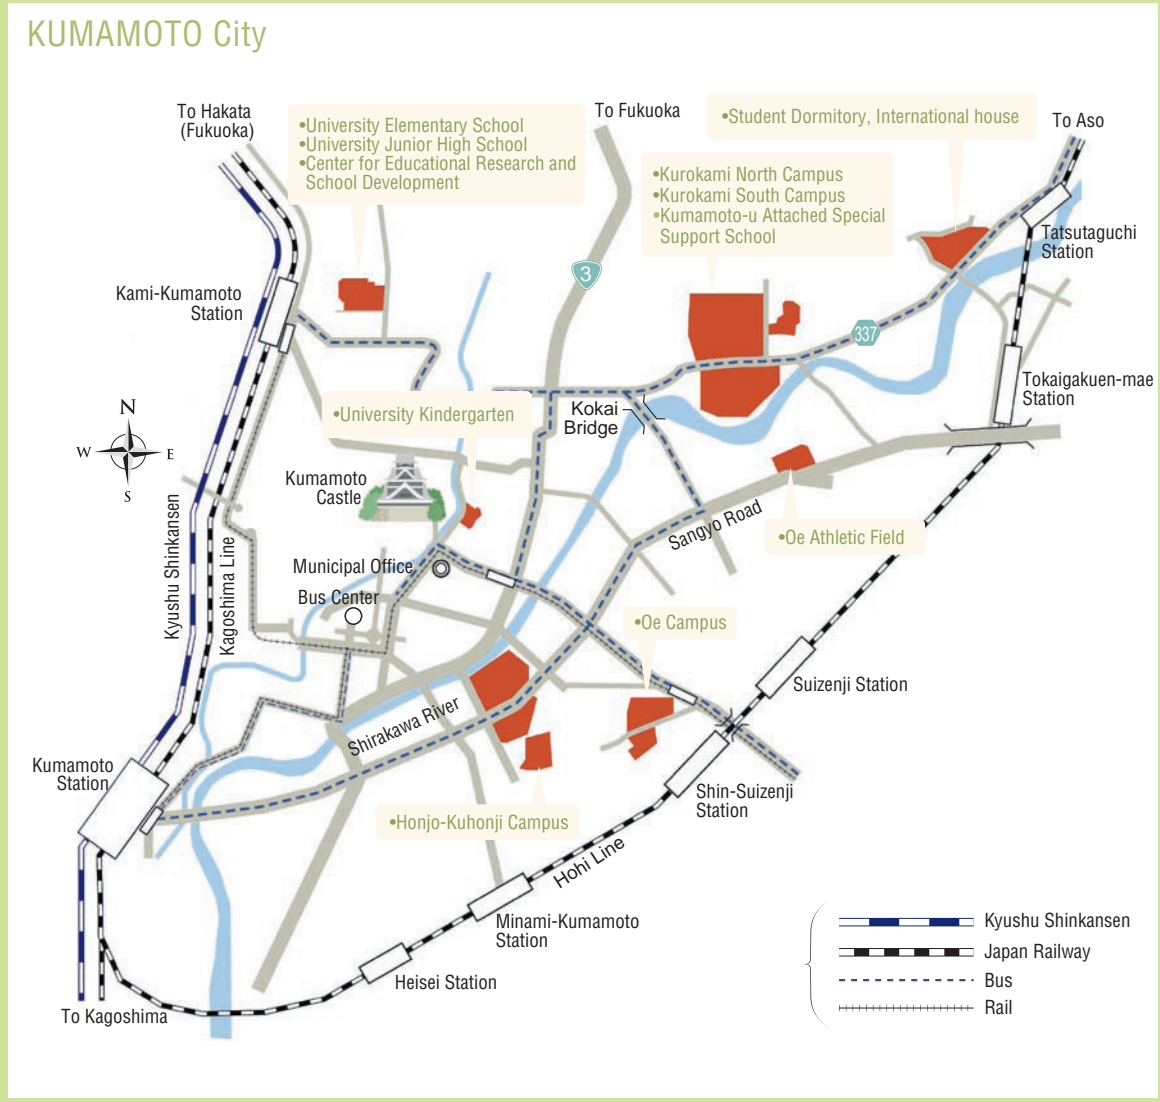 KUMAMOTO City
To Hakata
(Fukuoka)
•University Elementary School
•University Junior High School
•Center for Educational Research and
School Development
To Fukuoka
•Student Dormitory, International house
To Aso
•Kurokami North Campus
•Kurokami South Campus
•Kumamoto-u Attached Special
Support School
Tatsutaguchi
Station
3
Kami-Kumamoto
Station
337
Tokaigakuen-mae
Station
•University Kindergarten
Kokai
Bridge
N
W
E
S
Kumamoto
Castle
Kyushu Shinkansen
Kagoshima Line
Sangyo Road
•Oe Athletic Field
Municipal Office
Bus Center
•Oe Campus
Suizenji Station
Shirakawa River
Kumamoto
Station
Shin-Suizenji
Station
•Honjo-Kuhonji Campus
Hohi Line
Minami-Kumamoto
Station
Heisei Station
To Kagoshima
Kyushu Shinkansen
Japan Railway
Bus
Rail